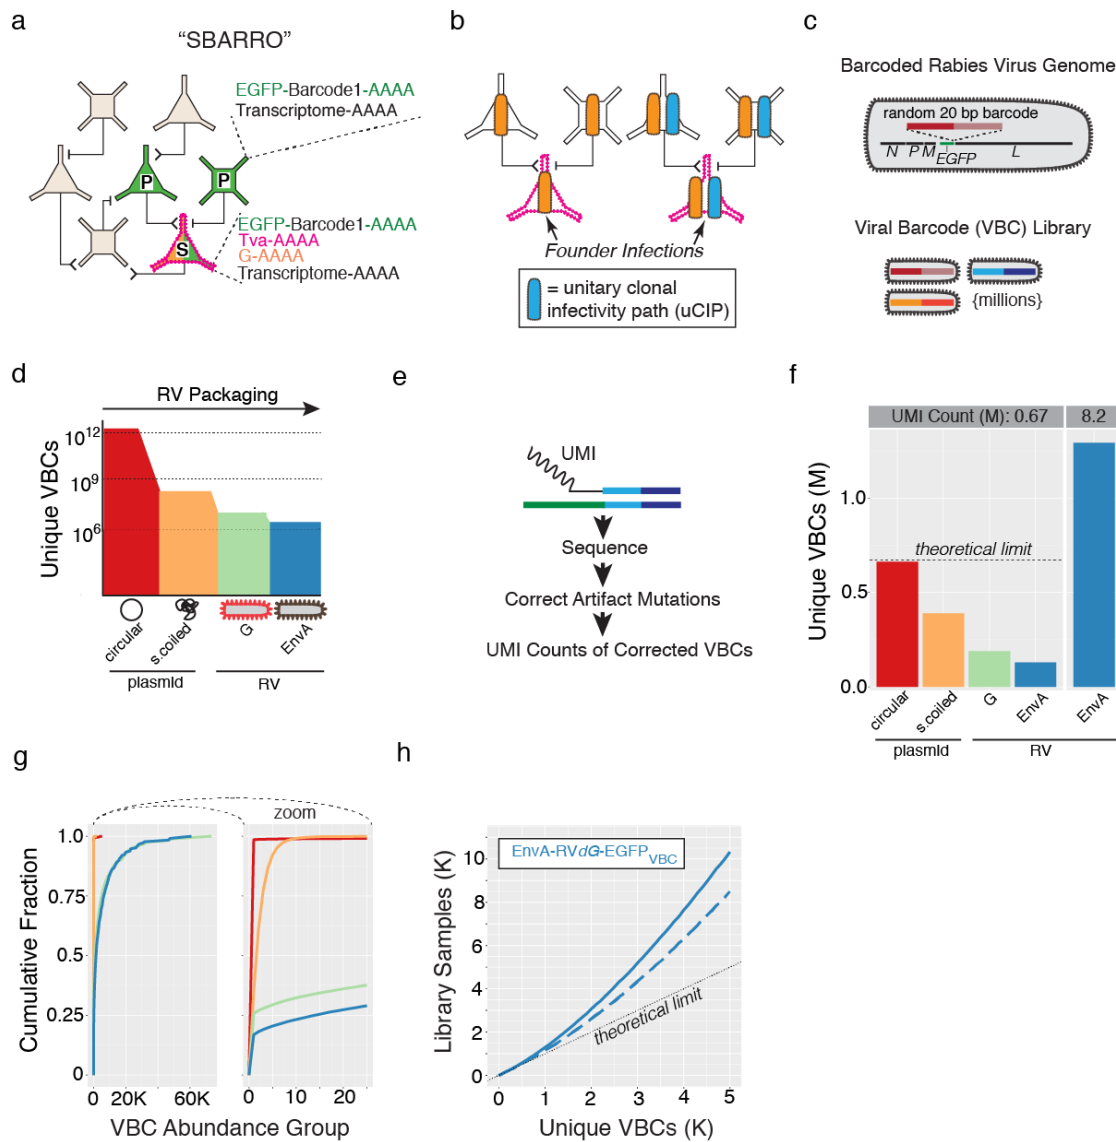 a
"SBARRO"
EGFP-Barcode1-AAAA
Transcriptome-AAAA
P
P
S
EGFP-Barcode1-AAAA
Tva-AAAA
G-AAAA
Transcriptome-AAAA
b
Founder Infections
= unitary clonal
infectivity path (uCIP)
c
Barcoded Rabies Virus Genome
random 20 bp barcode
N P M EGFP L
Viral Barcode (VBC) Library
{millions}
d
RV Packaging
Unique VBCs
10^12
10^9
10^6
circular
s.coiled
G
EnvA
plasmid
RV
e
UMI
Sequence
Correct Artifact Mutations
UMI Counts of Corrected VBCs
f
UMI Count (M): 0.67
8.2
Unique VBCs (M)
1.0
0.5
0.0
theoretical limit
circular
s.coiled
G
EnvA
EnvA
plasmid
RV
g
zoom
Cumulative Fraction
1.0
0.75
0.5
0.25
0
0 20K 60K
0 10 20
VBC Abundance Group
h
EnvA-RVdG-EGFP VBC
Library Samples (K)
10
8
6
4
2
0
theoretical limit
0 1 2 3 4 5
Unique VBCs (K)